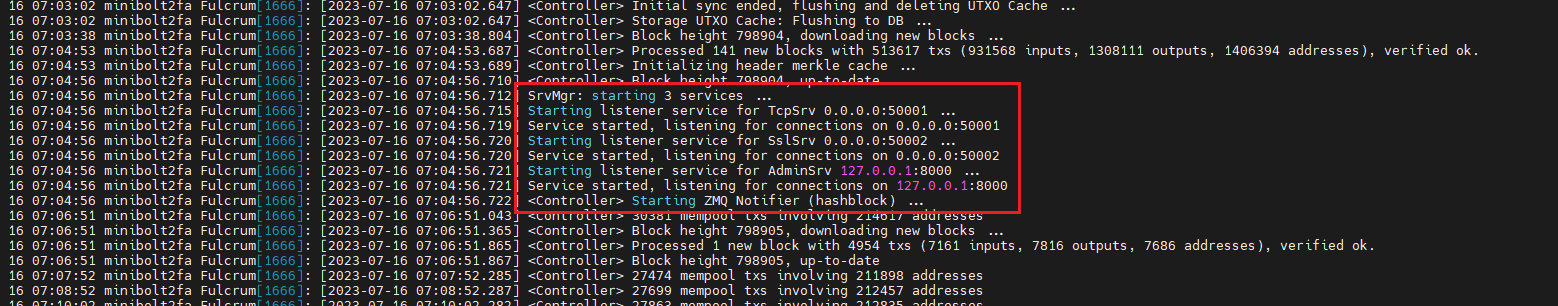 16 07:03:02 minibolt2fa Fulcrum[1666]: [2023-07-16 07:03:02.647] <Controller> Initial sync ended, flushing and deleting UTXO Cache ...
16 07:03:02 minibolt2fa Fulcrum[1666]: [2023-07-16 07:03:02.647] <Controller> Storage UTXO Cache: Flushing to DB ...
16 07:03:38 minibolt2fa Fulcrum[1666]: [2023-07-16 07:03:38.804] <Controller> Block height 798904, downloading new blocks ...
16 07:04:53 minibolt2fa Fulcrum[1666]: [2023-07-16 07:04:53.687] <Controller> Processed 141 new blocks with 513617 txs (931568 inputs, 1308111 outputs, 1406394 addresses), verified ok.
16 07:04:53 minibolt2fa Fulcrum[1666]: [2023-07-16 07:04:53.689] <Controller> Initializing header merkle cache ...
16 07:04:56 minibolt2fa Fulcrum[1666]: [2023-07-16 07:04:56.710] <Controller> Block height 798904, up-to-date
16 07:04:56 minibolt2fa Fulcrum[1666]: [2023-07-16 07:04:56.712] SrvMgr: starting 3 services ...
16 07:04:56 minibolt2fa Fulcrum[1666]: [2023-07-16 07:04:56.715] Starting listener service for TcpSrv 0.0.0.0:50001 ...
16 07:04:56 minibolt2fa Fulcrum[1666]: [2023-07-16 07:04:56.719] Service started, listening for connections on 0.0.0.0:50001
16 07:04:56 minibolt2fa Fulcrum[1666]: [2023-07-16 07:04:56.720] Starting listener service for SslSrv 0.0.0.0:50002 ...
16 07:04:56 minibolt2fa Fulcrum[1666]: [2023-07-16 07:04:56.720] Service started, listening for connections on 0.0.0.0:50002
16 07:04:56 minibolt2fa Fulcrum[1666]: [2023-07-16 07:04:56.721] Starting listener service for AdminSrv 127.0.0.1:8000 ...
16 07:04:56 minibolt2fa Fulcrum[1666]: [2023-07-16 07:04:56.721] Service started, listening for connections on 127.0.0.1:8000
16 07:04:56 minibolt2fa Fulcrum[1666]: [2023-07-16 07:04:56.722] <Controller> Starting ZMQ Notifier (hashblock) ...
16 07:06:51 minibolt2fa Fulcrum[1666]: [2023-07-16 07:06:51.043] <Controller> 30381 mempool txs involving 214617 addresses
16 07:06:51 minibolt2fa Fulcrum[1666]: [2023-07-16 07:06:51.365] <Controller> Block height 798905, downloading new blocks ...
16 07:06:51 minibolt2fa Fulcrum[1666]: [2023-07-16 07:06:51.865] <Controller> Processed 1 new block with 4954 txs (7161 inputs, 7816 outputs, 7686 addresses), verified ok.
16 07:06:51 minibolt2fa Fulcrum[1666]: [2023-07-16 07:06:51.867] <Controller> Block height 798905, up-to-date
16 07:07:52 minibolt2fa Fulcrum[1666]: [2023-07-16 07:07:52.285] <Controller> 27474 mempool txs involving 211898 addresses
16 07:08:52 minibolt2fa Fulcrum[1666]: [2023-07-16 07:08:52.287] <Controller> 27699 mempool txs involving 212457 addresses
16 07:10:02 minibolt2fa Fulcrum[1666]: [2023-07-16 07:10:02.282] <Controller> 27863 mempool txs involving 212835 addresses